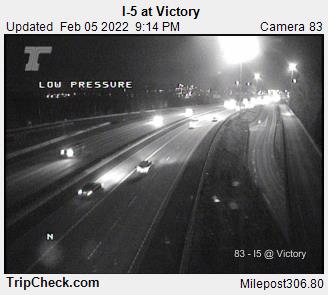 I-5 at Victory
Updated  Feb 05 2022  9:14 PM
Camera 83
T
LOW PRESSURE
N
83 - I5 @ Victory
TripCheck.com
Milepost306.80